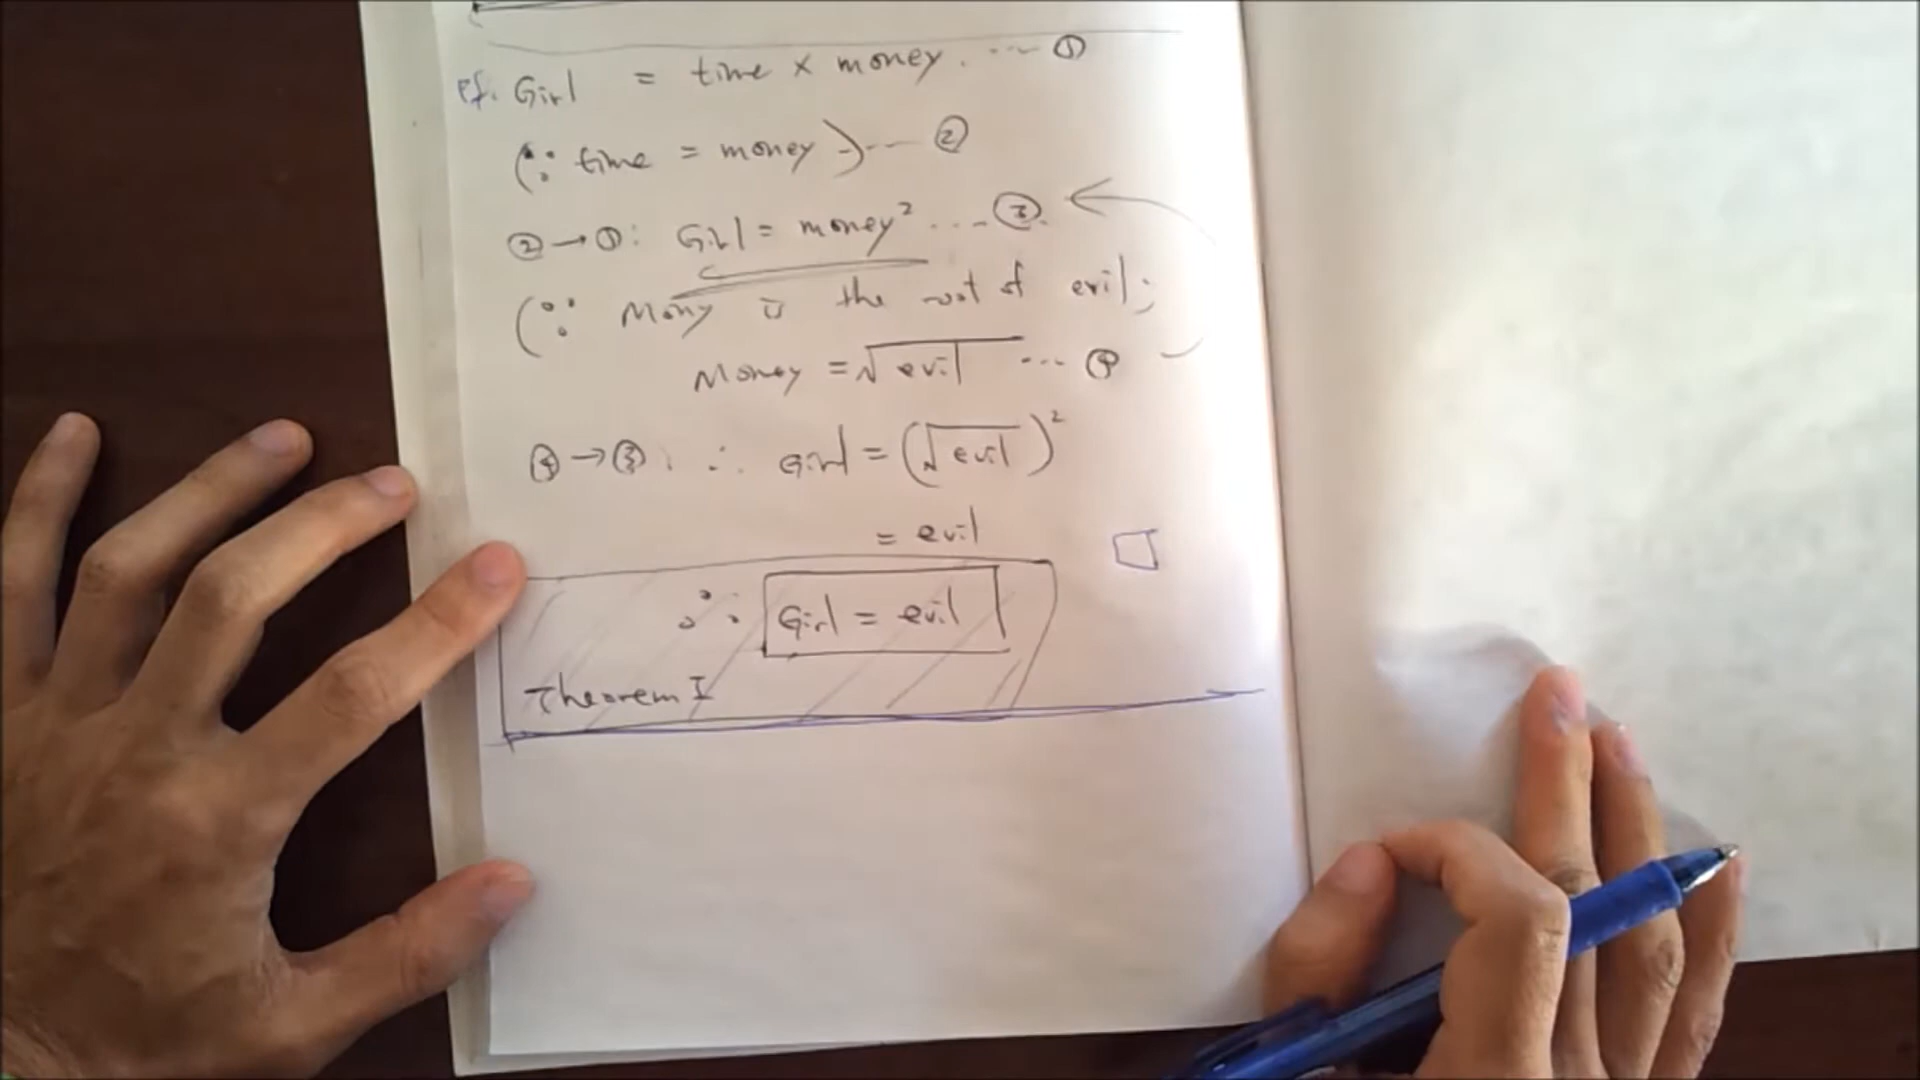 Pf. Girl = time × money. ... ①
(∵ time = money) ... ②
② → ①: Girl = money² ... ③
(∵ Mony is the root of evil;
Money = √evil ... ④
④ → ③: ∴ Girl = (√evil)²
= evil □
∴ Girl = evil
Theorem I